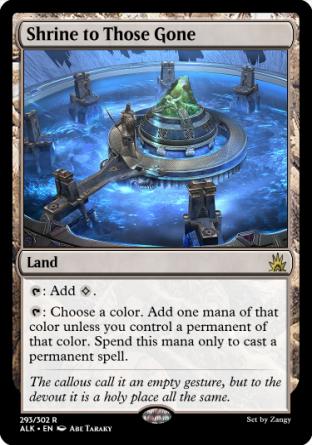 Shrine to Those Gone
Land
: Add .
: Choose a color. Add one mana of that
color unless you control a permanent
of that color. Spend this mana only to cast a
permanent spell.
The callous call it an empty gesture, but to the
devout it is a holy place all the same.
293/302 R
Set by Zangy
ALK • EN Abe Taraky